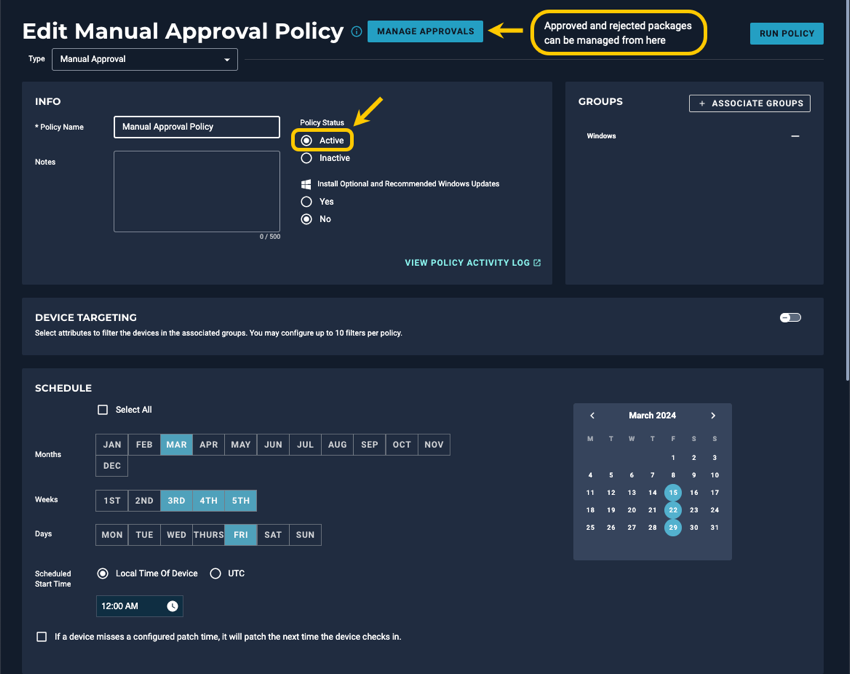 Edit Manual Approval Policy
MANAGE APPROVALS
Approved and rejected packages
can be managed from here
RUN POLICY
Type
Manual Approval
INFO
* Policy Name
Manual Approval Policy
Notes
0 / 500
Policy Status
Active
Inactive
Install Optional and Recommended Windows Updates
Yes
No
VIEW POLICY ACTIVITY LOG
GROUPS
+ ASSOCIATE GROUPS
Windows
DEVICE TARGETING
Select attributes to filter the devices in the associated groups. You may configure up to 10 filters per policy.
SCHEDULE
Select All
Months
JAN FEB MAR APR MAY JUN JUL AUG SEP OCT NOV
DEC
Weeks
1ST 2ND 3RD 4TH 5TH
Days
MON TUE WED THURS FRI SAT SUN
Scheduled
Start Time
Local Time Of Device
UTC
12:00 AM
If a device misses a configured patch time, it will patch the next time the device checks in.
March 2024
M T W T F S S
1 2 3
4 5 6 7 8 9 10
11 12 13 14 15 16 17
18 19 20 21 22 23 24
25 26 27 28 29 30 31